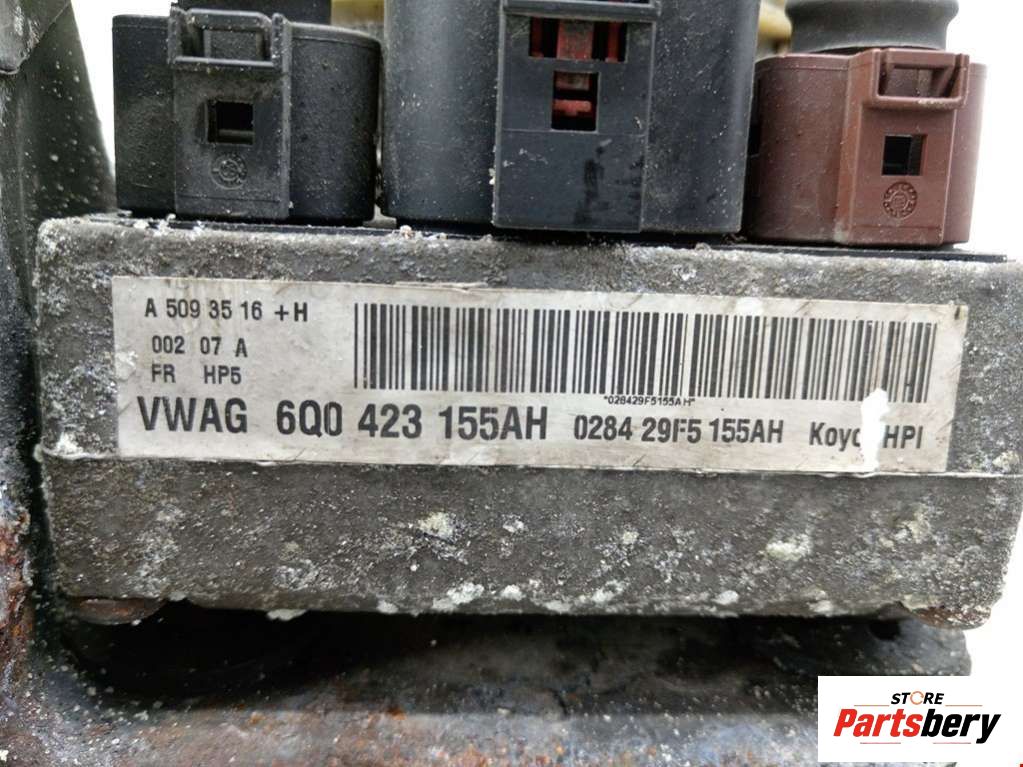 A 509 35 16 +H
002 07 A
FR HP5
*028429F5155AH*
VWAG 6Q0 423 155AH 0284 29F5 155AH HPI
STORE
Partsbery